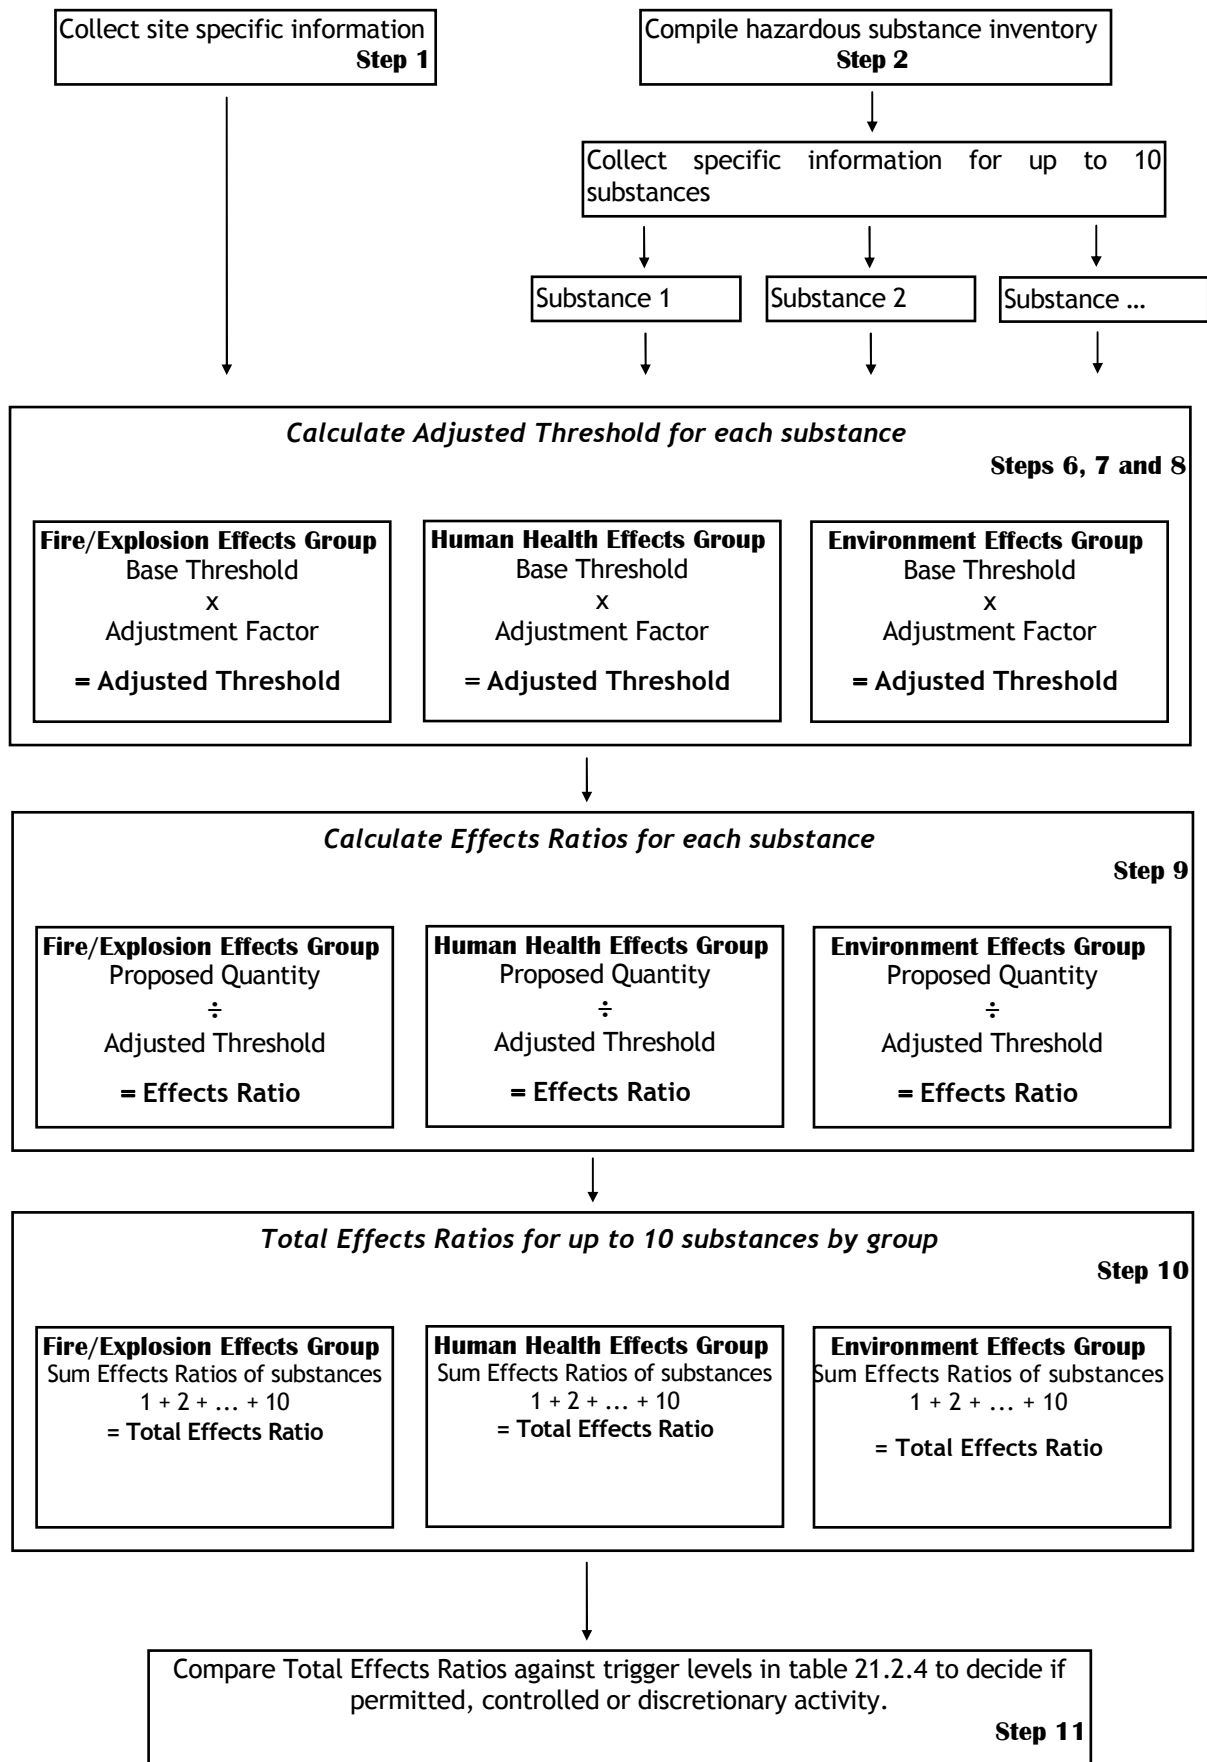 Collect site specific information
Step 1
Compile hazardous substance inventory
Step 2
Collect specific information for up to 10
substances
Substance 1
Substance 2
Substance ...
Calculate Adjusted Threshold for each substance
Steps 6, 7 and 8
Fire/Explosion Effects Group
Base Threshold
x
Adjustment Factor
= Adjusted Threshold
Human Health Effects Group
Base Threshold
x
Adjustment Factor
= Adjusted Threshold
Environment Effects Group
Base Threshold
x
Adjustment Factor
= Adjusted Threshold
Calculate Effects Ratios for each substance
Step 9
Fire/Explosion Effects Group
Proposed Quantity
÷
Adjusted Threshold
= Effects Ratio
Human Health Effects Group
Proposed Quantity
÷
Adjusted Threshold
= Effects Ratio
Environment Effects Group
Proposed Quantity
÷
Adjusted Threshold
= Effects Ratio
Total Effects Ratios for up to 10 substances by group
Step 10
Fire/Explosion Effects Group
Sum Effects Ratios of substances
1 + 2 + ... + 10
= Total Effects Ratio
Human Health Effects Group
Sum Effects Ratios of substances
1 + 2 + ... + 10
= Total Effects Ratio
Environment Effects Group
Sum Effects Ratios of substances
1 + 2 + ... + 10
= Total Effects Ratio
Compare Total Effects Ratios against trigger levels in table 21.2.4 to decide if
permitted, controlled or discretionary activity.
Step 11